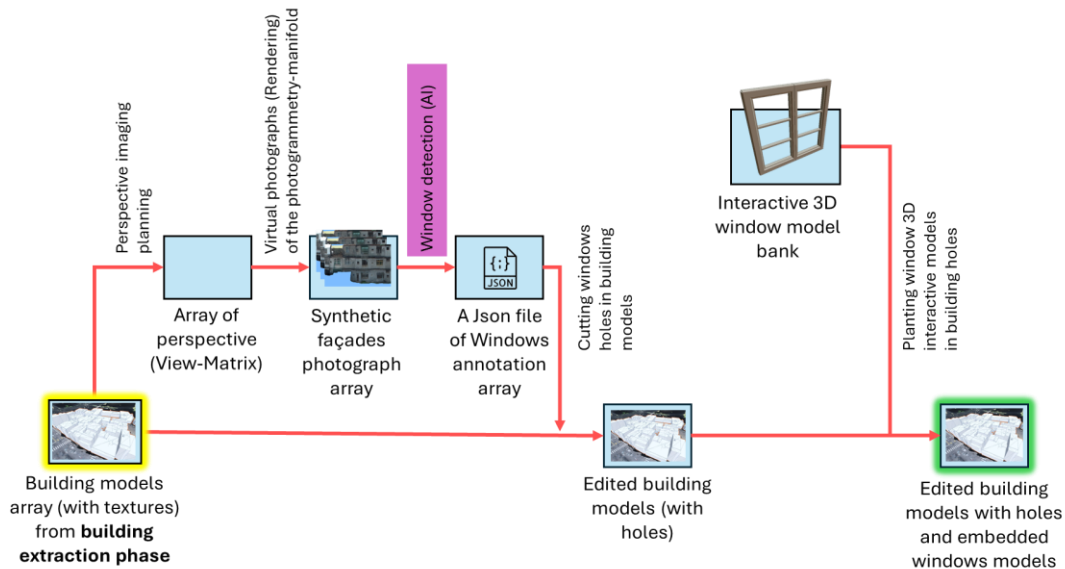 Perspective imaging
planning
Virtual photographs (Rendering)
of the photogrammetry-manifold
Window detection (AI)
{;}
JSON
Array of
perspective
(View-Matrix)
Synthetic
façades
photograph
array
A Json file
of Windows
annotation
array
Cutting windows
holes in building
models
Interactive 3D
window model
bank
Planting window 3D
interactive models
in building holes
Building models
array (with textures)
from building
extraction phase
Edited building
models (with
holes)
Edited building
models with holes
and embedded
windows models